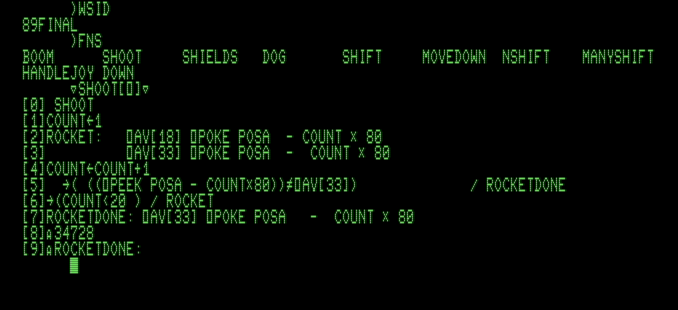 )WSID
89FINAL
)FNS
BOOM SHOOT SHIELDS DOG SHIFT MOVEDOWN NSHIFT MANYSHIFT
HANDLEJOY DOWN
∇SHOOT[⎕]∇
[0] SHOOT
[1]COUNT←1
[2]ROCKET: ⎕AV[18] ⎕POKE POSA - COUNT × 80
[3] ⎕AV[33] ⎕POKE POSA - COUNT × 80
[4]COUNT←COUNT+1
[5] →( ((⎕PEEK POSA - COUNT×80))≠⎕AV[33]) / ROCKETDONE
[6]→(COUNT<20 ) / ROCKET
[7]ROCKETDONE: ⎕AV[33] ⎕POKE POSA - COUNT × 80
[8]⍝34728
[9]⍝ROCKETDONE: